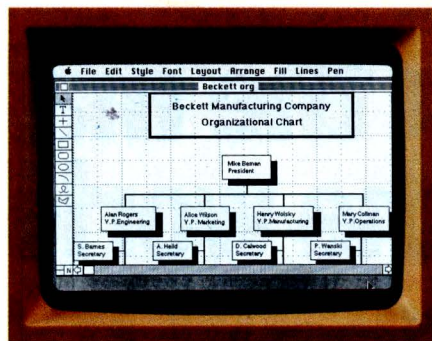 File Edit Style Font Layout Arrange Fill Lines Pen
Beckett org
Beckett Manufacturing Company
Organizational Chart
Mike Beman
President
Alan Rogers
V.P.Engineering
Alice Wilson
V.P. Marketing
Henry Wolsky
V.P.Manufacturing
Mary Collman
V.P.Operations
S. Barnes
Secretary
A. Heild
Secretary
D. Calwood
Secretary
P. Wanski
Secretary